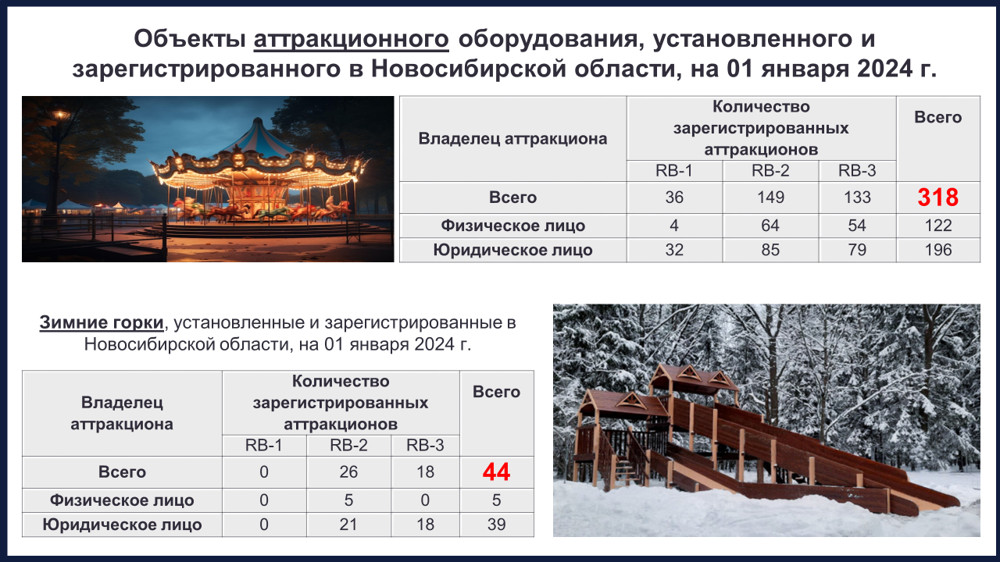 Объекты аттракционного оборудования, установленного и
зарегистрированного в Новосибирской области, на 01 января 2024 г.
Владелец аттракциона
Количество
зарегистрированных
аттракционов
Всего
RB-1 RB-2 RB-3
Всего 36 149 133 318
Физическое лицо 4 64 54 122
Юридическое лицо 32 85 79 196
Зимние горки, установленные и зарегистрированные в
Новосибирской области, на 01 января 2024 г.
Владелец
аттракциона
Количество
зарегистрированных
аттракционов
Всего
RB-1 RB-2 RB-3
Всего 0 26 18 44
Физическое лицо 0 5 0 5
Юридическое лицо 0 21 18 39